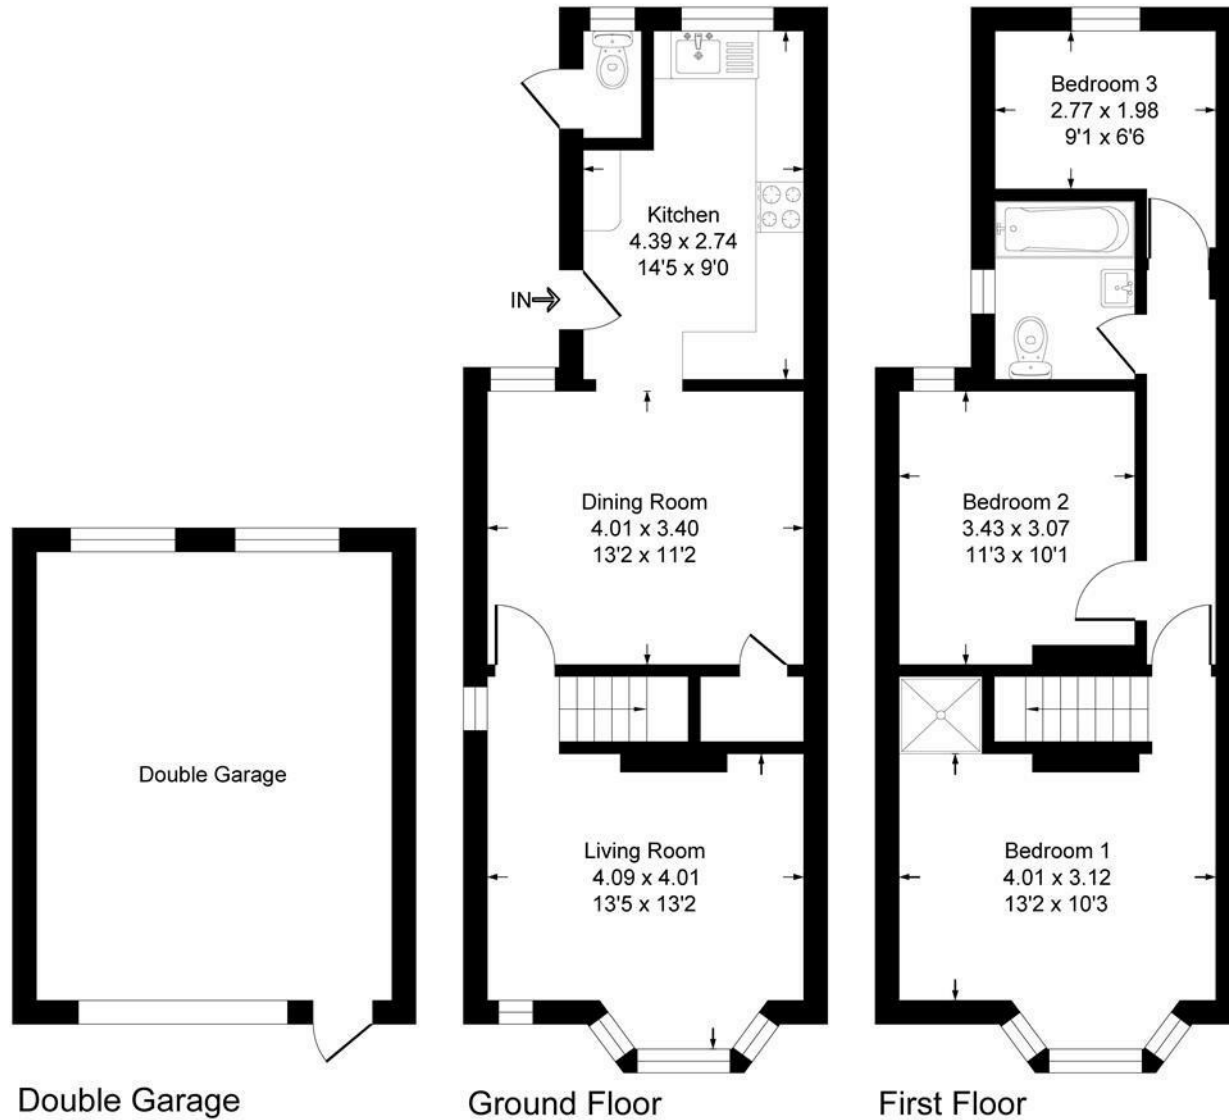 Bedroom 3
2.77 x 1.98
9'1 x 6'6
Kitchen
4.39 x 2.74
14'5 x 9'0
IN
Dining Room
4.01 x 3.40
13'2 x 11'2
Bedroom 2
3.43 x 3.07
11'3 x 10'1
Double Garage
Living Room
4.09 x 4.01
13'5 x 13'2
Bedroom 1
4.01 x 3.12
13'2 x 10'3
Double Garage
Ground Floor
First Floor